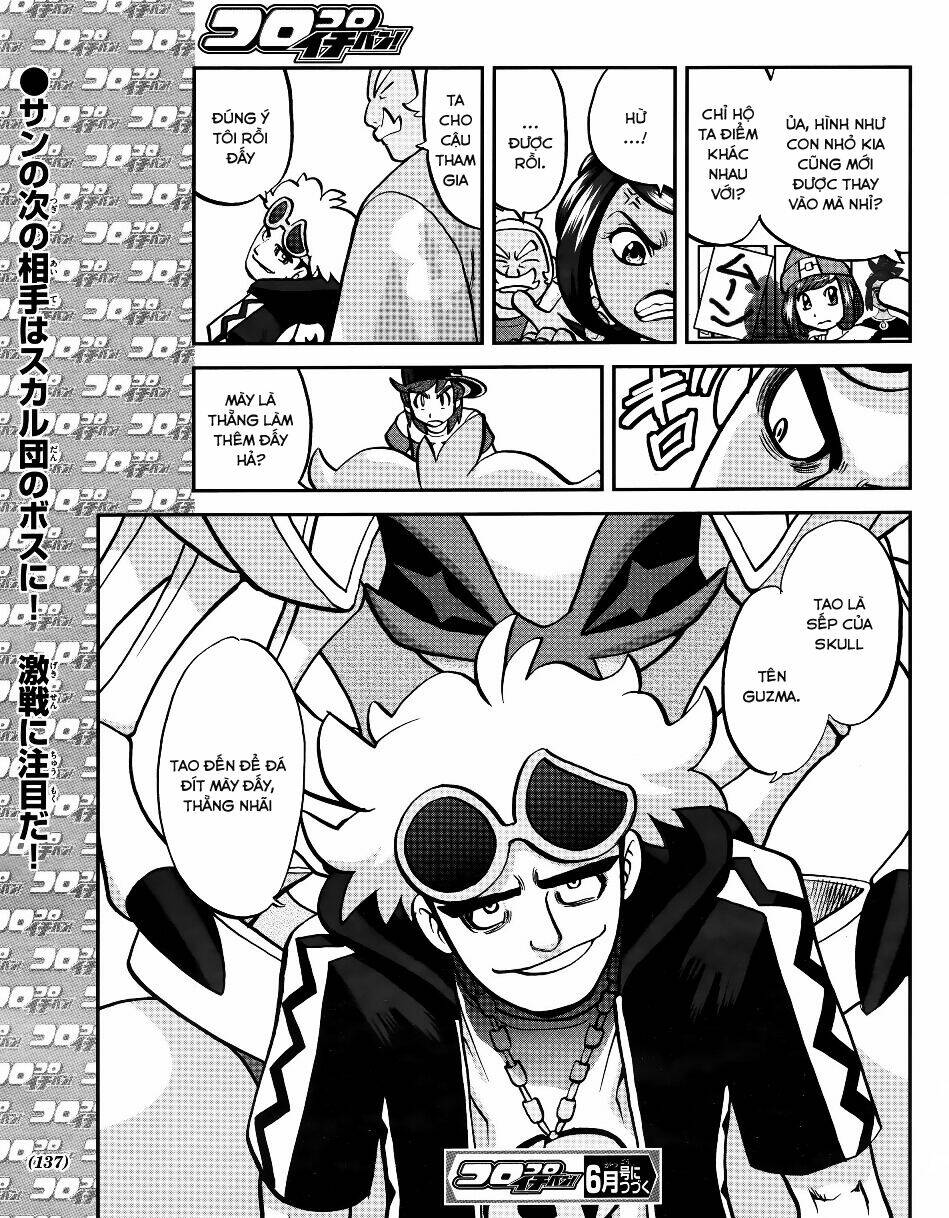 コロコロイチバン!
ỦA, HÌNH NHƯ
CON NHỎ KIA
CŨNG MỚI
ĐƯỢC THAY
VÀO MÀ NHỈ?
CHỈ HỘ
TA ĐIỂM
KHÁC
NHAU
VỚI?
ムーン
HỪ
...!
...
ĐƯỢC
RỒI.
TA
CHO
CẬU
THAM
GIA
ĐÚNG Ý
TÔI RỒI
ĐẤY
ギロ
MÀY LÀ
THẰNG LÀM
THÊM ĐẤY
HẢ?
TAO LÀ
SẾP CỦA
SKULL
TÊN
GUZMA.
TAO ĐẾN ĐỂ ĐÁ
ĐÍT MÀY ĐẤY,
THẰNG NHÃI
●サンの次の相手はスカル団のボスに! 激戦に注目だ!
(137)
コロコロイチバン! 6月号につづく